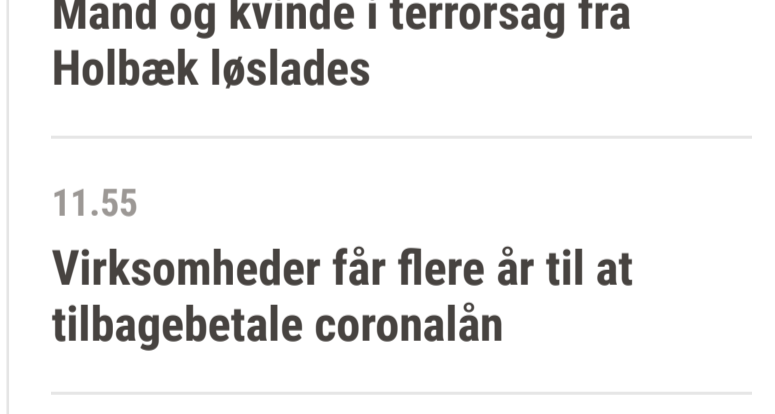 Mand og kvinde i terrorsag fra
Holbæk løslades
11.55
Virksomheder får flere år til at
tilbagebetale coronalån